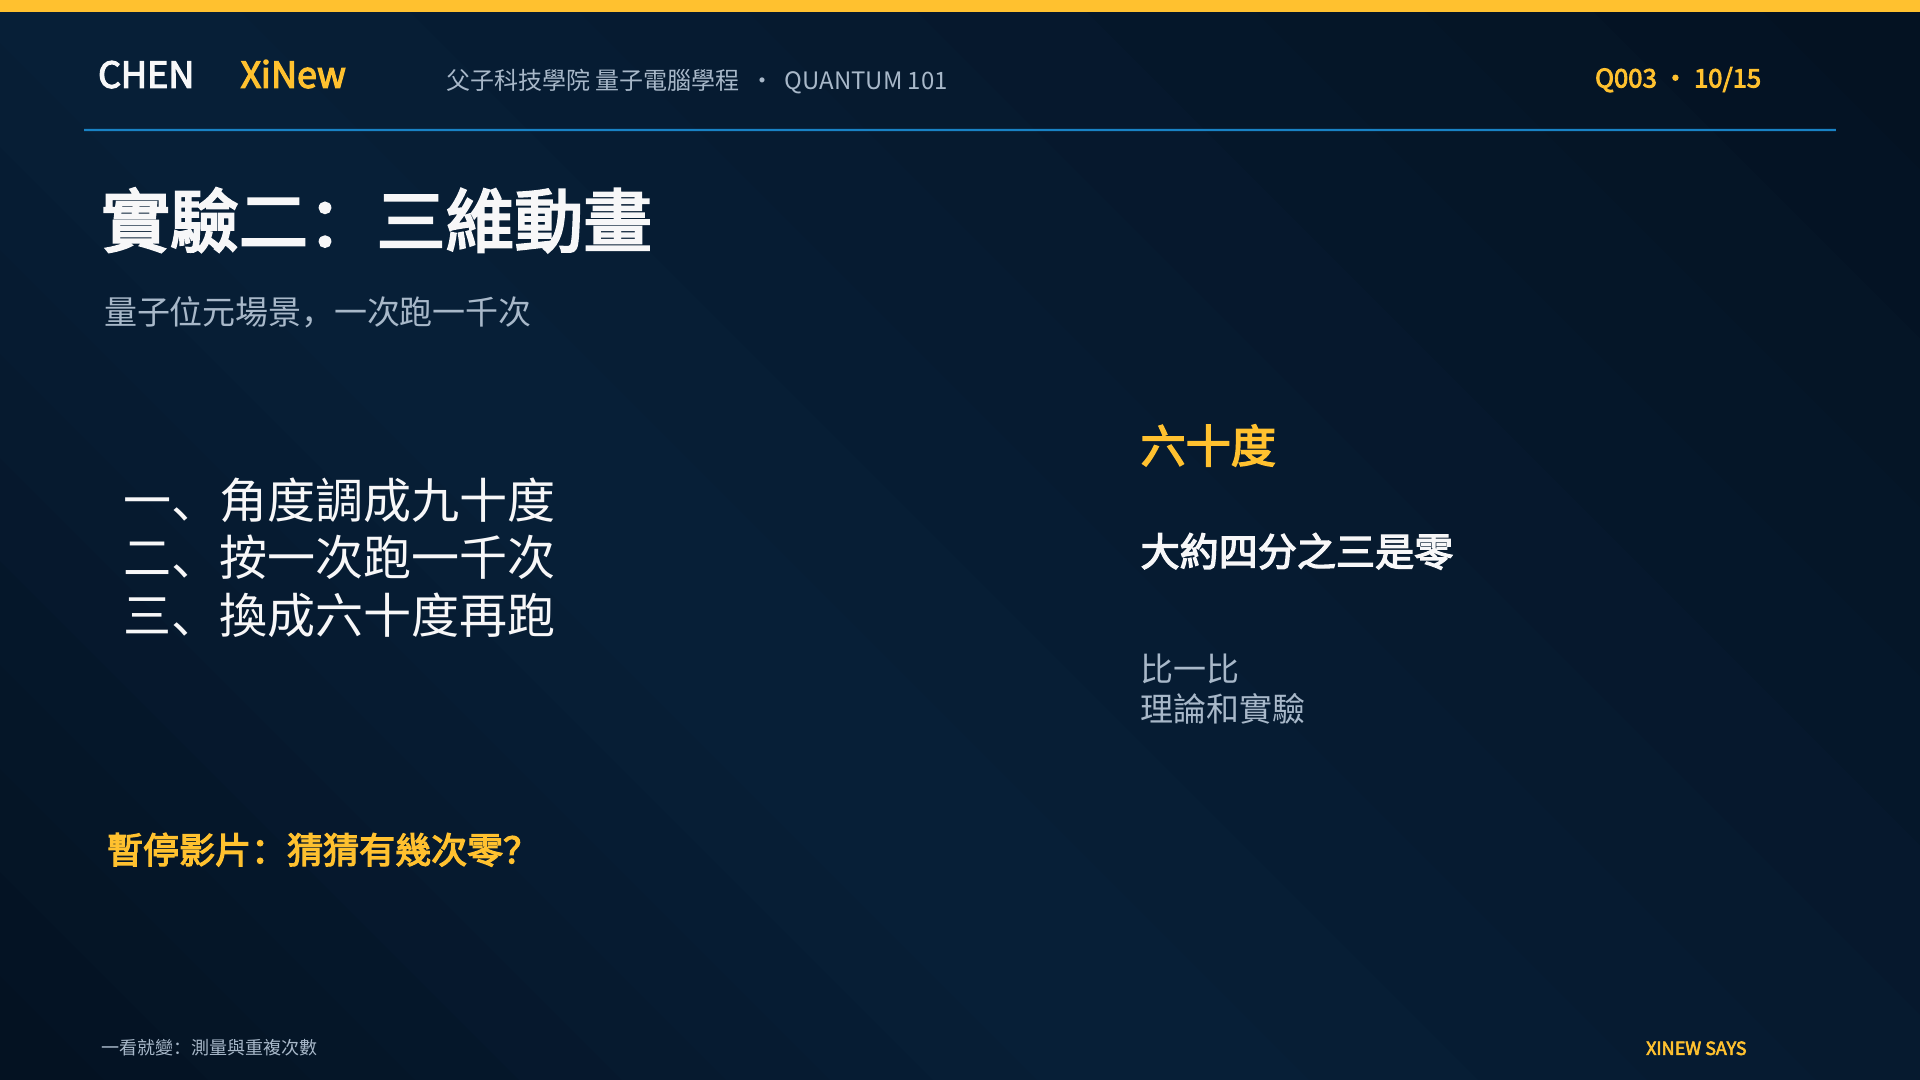 CHEN XiNew 父子科技學院 量子電腦學程 · QUANTUM 101 Q003 · 10/15
實驗二：三維動畫
量子位元場景，一次跑一千次
一、角度調成九十度
二、按一次跑一千次
三、換成六十度再跑
六十度
大約四分之三是零
比一比
理論和實驗
暫停影片：猜猜有幾次零？
一看就變：測量與重複次數
XINEW SAYS